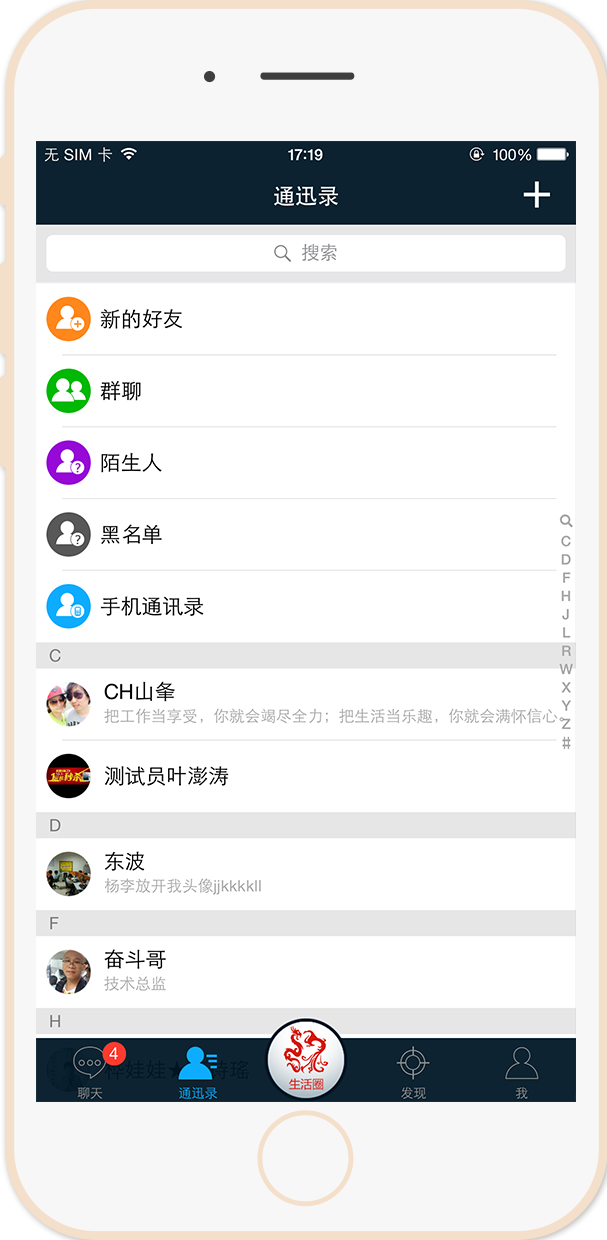 无 SIM 卡 17:19 100%
通迅录
搜索
新的好友
群聊
陌生人
黑名单
手机通讯录
C
CH山夆
把工作当享受，你就会竭尽全力；把生活当乐趣，你就会满怀信心。
测试员叶澎涛
D
东波
杨李放开我头像jjkkkkll
F
奋斗哥
技术总监
H
C
D
F
H
J
L
R
W
X
Y
Z
#
4
聊天
通迅录
生活圈
发现
我